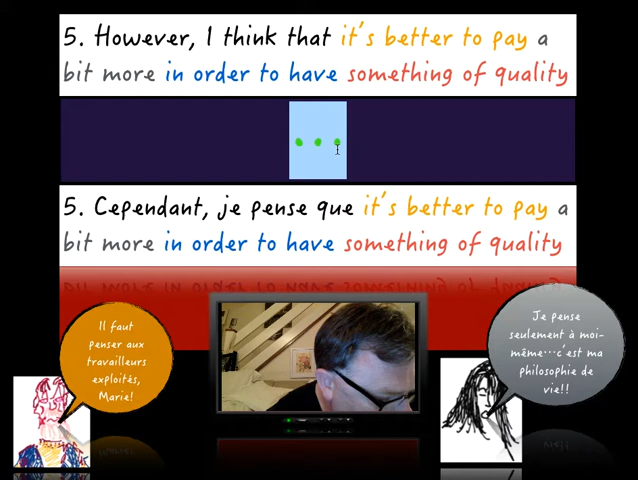 5. However, I think that it's better to pay a
bit more in order to have something of quality
5. Cependant, je pense que it's better to pay a
bit more in order to have something of quality
Il faut
penser aux
travailleurs
exploités,
Marie!
Je pense
seulement à moi-
même...c'est ma
philosophie de
vie!!